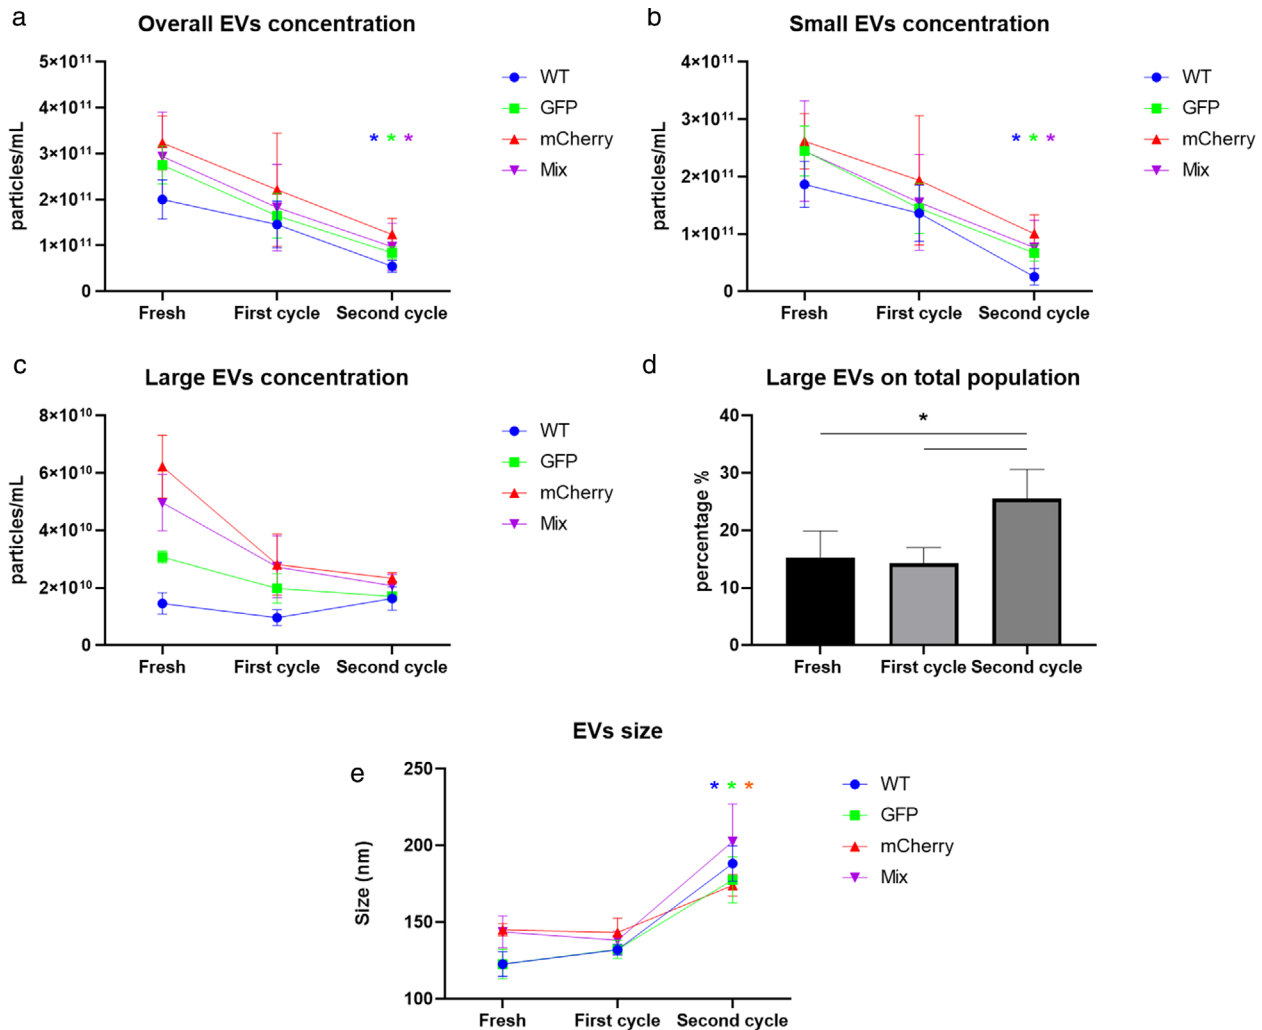 a
Overall EVs concentration
particles/mL
5×10¹¹
4×10¹¹
3×10¹¹
2×10¹¹
1×10¹¹
0
Fresh First cycle Second cycle
* * *
WT
GFP
mCherry
Mix
b
Small EVs concentration
particles/mL
4×10¹¹
3×10¹¹
2×10¹¹
1×10¹¹
0
Fresh First cycle Second cycle
* * *
WT
GFP
mCherry
Mix
c
Large EVs concentration
particles/mL
8×10¹⁰
6×10¹⁰
4×10¹⁰
2×10¹⁰
0
Fresh First cycle Second cycle
WT
GFP
mCherry
Mix
d
Large EVs on total population
percentage %
40
30
20
10
0
*
Fresh First cycle Second cycle
e
EVs size
Size (nm)
250
200
150
100
Fresh First cycle Second cycle
* * *
WT
GFP
mCherry
Mix